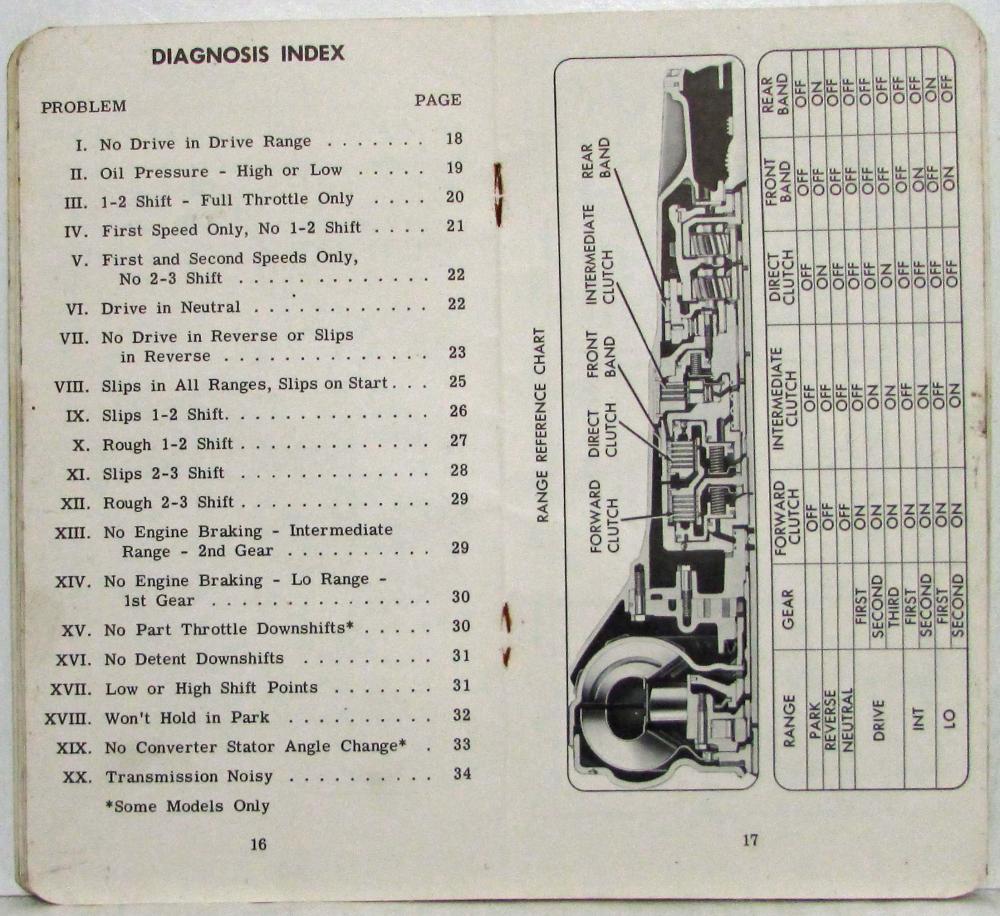 DIAGNOSIS INDEX
PROBLEM PAGE
I. No Drive in Drive Range . . . . . . . 18
II. Oil Pressure - High or Low . . . . . 19
III. 1-2 Shift - Full Throttle Only . . . . 20
IV. First Speed Only, No 1-2 Shift . . . . 21
V. First and Second Speeds Only,
No 2-3 Shift . . . . . . . . . . . . 22
VI. Drive in Neutral . . . . . . . . . . . . 22
VII. No Drive in Reverse or Slips
in Reverse . . . . . . . . . . . . . 23
VIII. Slips in All Ranges, Slips on Start . . . 25
IX. Slips 1-2 Shift. . . . . . . . . . . . . 26
X. Rough 1-2 Shift . . . . . . . . . . . . 27
XI. Slips 2-3 Shift . . . . . . . . . . . . 28
XII. Rough 2-3 Shift . . . . . . . . . . . . 29
XIII. No Engine Braking - Intermediate
Range - 2nd Gear . . . . . . . . . 29
XIV. No Engine Braking - Lo Range -
1st Gear . . . . . . . . . . . . . . 30
XV. No Part Throttle Downshifts* . . . . . 30
XVI. No Detent Downshifts . . . . . . . . . 31
XVII. Low or High Shift Points . . . . . . . 31
XVIII. Won't Hold in Park . . . . . . . . . . 32
XIX. No Converter Stator Angle Change* . 33
XX. Transmission Noisy . . . . . . . . . . 34
*Some Models Only
16
RANGE REFERENCE CHART
FORWARD
CLUTCH
DIRECT
CLUTCH
FRONT
BAND
INTERMEDIATE
CLUTCH
REAR
BAND
RANGE GEAR FORWARD CLUTCH INTERMEDIATE CLUTCH DIRECT CLUTCH FRONT BAND REAR BAND
PARK OFF OFF OFF OFF OFF
REVERSE OFF OFF ON OFF ON
NEUTRAL OFF OFF OFF OFF OFF
DRIVE FIRST ON OFF OFF OFF OFF
SECOND ON ON OFF OFF OFF
THIRD ON ON ON OFF OFF
INT FIRST ON OFF OFF OFF OFF
SECOND ON ON OFF ON OFF
LO FIRST ON OFF OFF OFF ON
SECOND ON ON OFF ON OFF
17